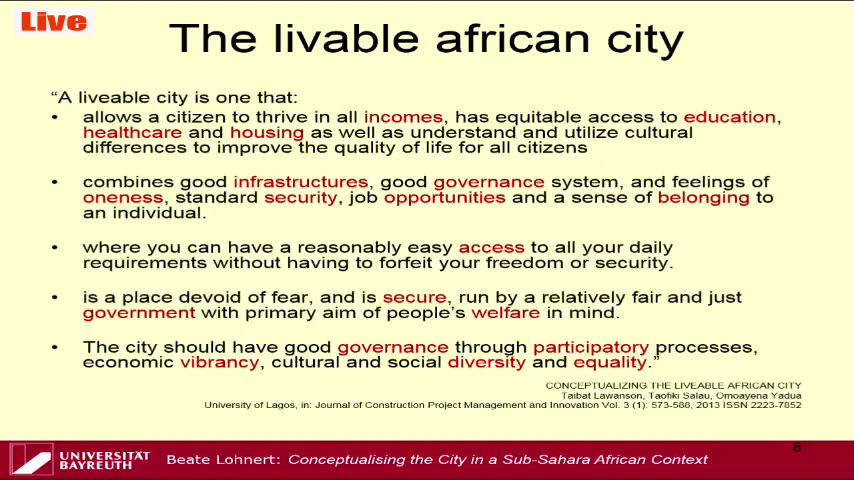 Live
The livable african city
“A liveable city is one that:
• allows a citizen to thrive in all incomes, has equitable access to education,
healthcare and housing as well as understand and utilize cultural
differences to improve the quality of life for all citizens
• combines good infrastructures, good governance system, and feelings of
oneness, standard security, job opportunities and a sense of belonging to
an individual.
• where you can have a reasonably easy access to all your daily
requirements without having to forfeit your freedom or security.
• is a place devoid of fear, and is secure, run by a relatively fair and just
government with primary aim of people’s welfare in mind.
• The city should have good governance through participatory processes,
economic vibrancy, cultural and social diversity and equality.”
CONCEPTUALIZING THE LIVEABLE AFRICAN CITY
Taibat Lawanson, Taofiki Salau, Omoayena Yadua
University of Lagos, in: Journal of Construction Project Management and Innovation Vol. 3 (1): 573-588, 2013 ISSN 2223-7852
UNIVERSITÄT
BAYREUTH
Beate Lohnert: Conceptualising the City in a Sub-Sahara African Context